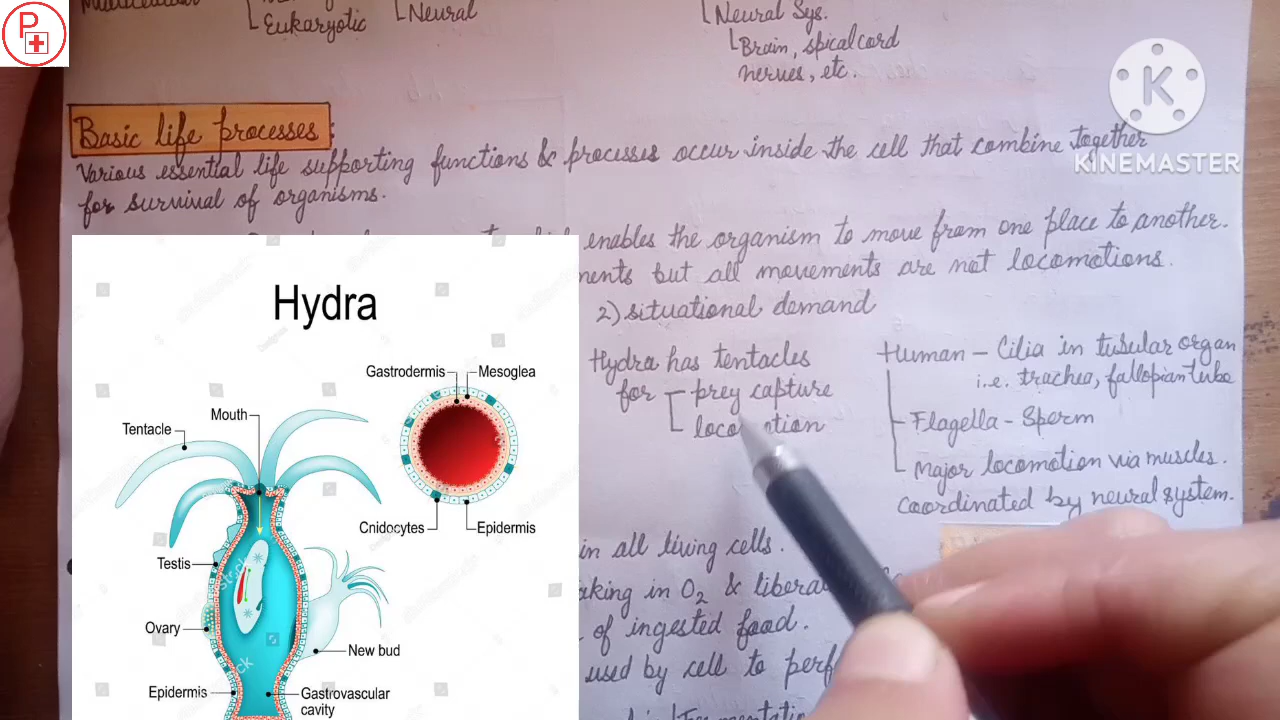 P
Eukaryotic
Neural
Neural Sys.
Brain, spical cord
nerves, etc.
K
KINEMASTER
Basic life processes :
Various essential life supporting functions & processes occur inside the cell that combine together
for survival of organisms.
enables the organism to move from one place to another.
ments but all movements are not locomotions.
2) situational demand
Hydra has tentacles
for prey capture
locomotion
Human - Cilia in tubular organ
i.e. trachea, fallopian tube
Flagella - Sperm
Major locomotion via muscles.
coordinated by neural system.
in all living cells.
aking in O2 & libera
of ingested food.
used by cell to perf
Hydra
Gastrodermis
Mesoglea
Mouth
Tentacle
Cnidocytes
Epidermis
Testis
Ovary
New bud
Epidermis
Gastrovascular
cavity